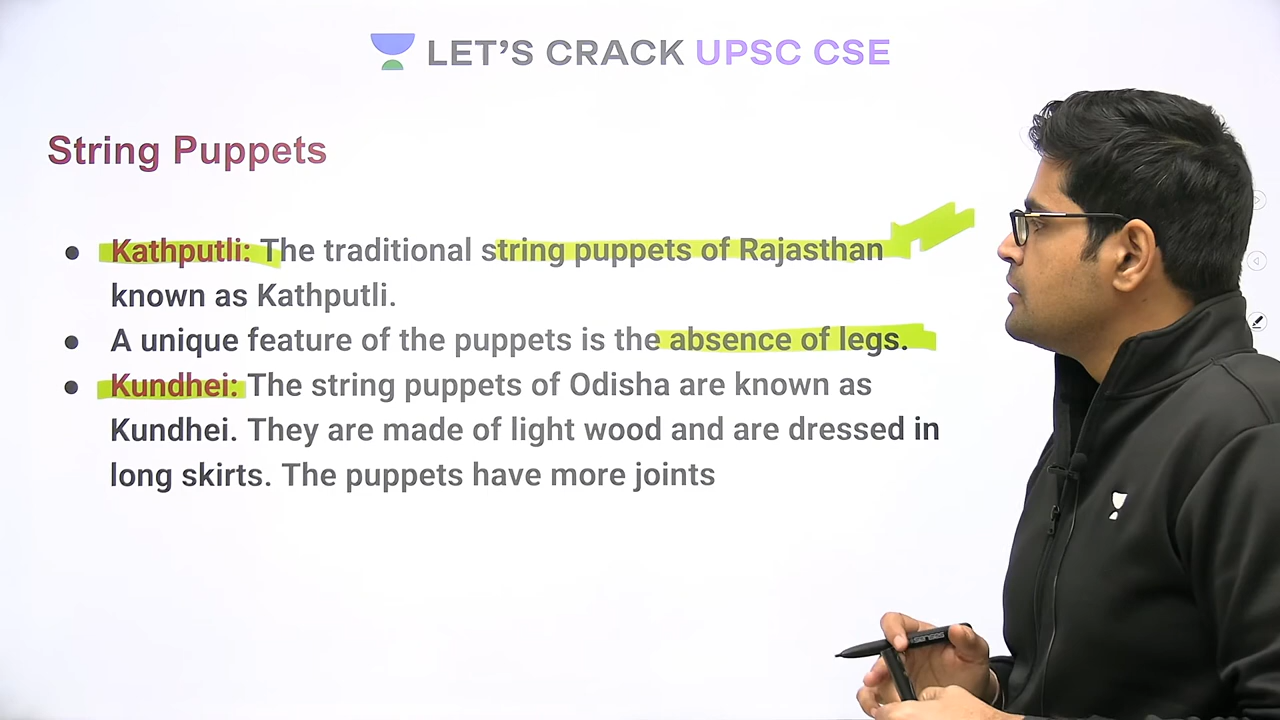 LET'S CRACK UPSC CSE
String Puppets
● Kathputli: The traditional string puppets of Rajasthan
known as Kathputli.
● A unique feature of the puppets is the absence of legs.
● Kundhei: The string puppets of Odisha are known as
Kundhei. They are made of light wood and are dressed in
long skirts. The puppets have more joints